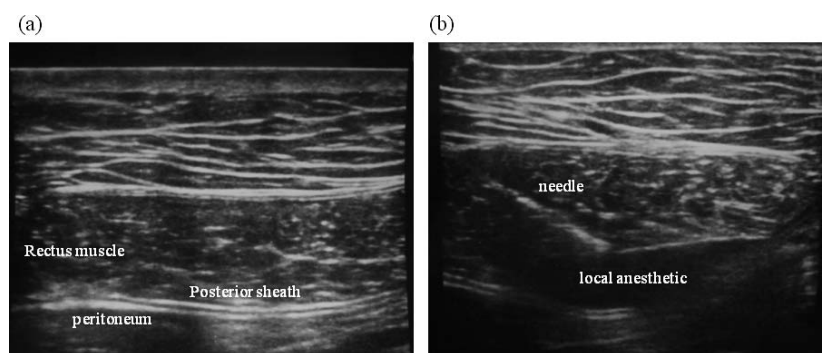 (a)
(b)
Rectus muscle
Posterior sheath
peritoneum
needle
local anesthetic